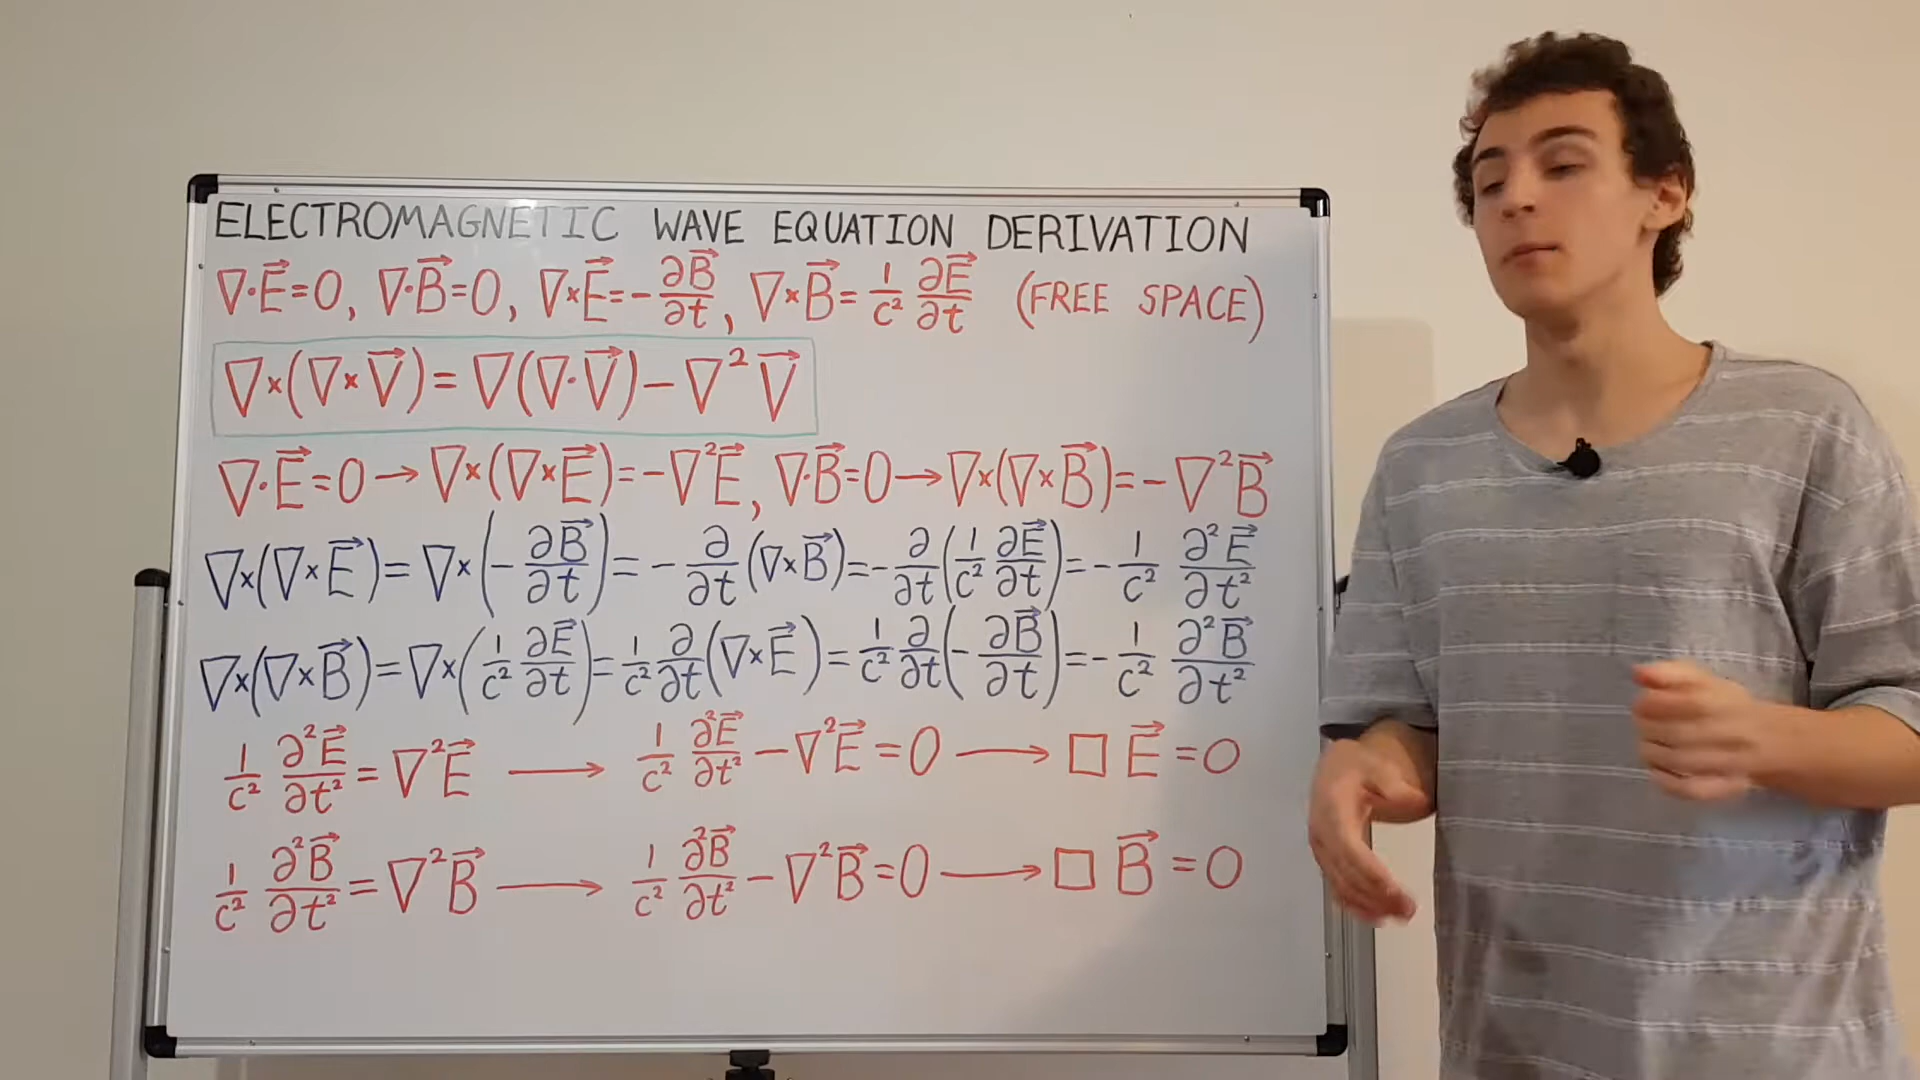 ELECTROMAGNETIC WAVE EQUATION DERIVATION
∇·E⃗=0, ∇·B⃗=0, ∇×E⃗=-∂B⃗/∂t, ∇×B⃗=1/c² ∂E⃗/∂t (FREE SPACE)
∇×(∇×V⃗)=∇(∇·V⃗)-∇²V⃗
∇·E⃗=0→∇×(∇×E⃗)=-∇²E⃗, ∇·B⃗=0→∇×(∇×B⃗)=-∇²B⃗
∇×(∇×E⃗)=∇×(-∂B⃗/∂t)=-∂/∂t(∇×B⃗)=-∂/∂t(1/c² ∂E⃗/∂t)=-1/c² ∂²E⃗/∂t²
∇×(∇×B⃗)=∇×(1/c² ∂E⃗/∂t)=1/c² ∂/∂t(∇×E⃗)=1/c² ∂/∂t(-∂B⃗/∂t)=-1/c² ∂²B⃗/∂t²
1/c² ∂²E⃗/∂t²=∇²E⃗ → 1/c² ∂²E⃗/∂t²-∇²E⃗=0 → □E⃗=0
1/c² ∂²B⃗/∂t²=∇²B⃗ → 1/c² ∂²B⃗/∂t²-∇²B⃗=0 → □B⃗=0